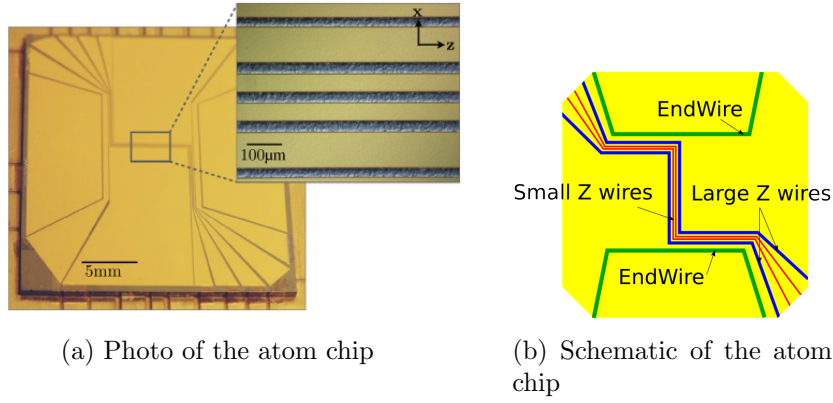 x
z
100μm
5mm
EndWire
Small Z wires
Large Z wires
EndWire
(a) Photo of the atom chip
(b) Schematic of the atom
chip